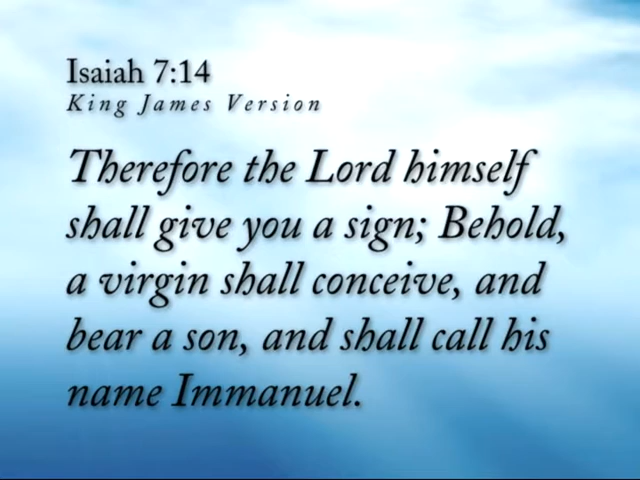 Isaiah 7:14
King James Version
Therefore the Lord himself
shall give you a sign; Behold,
a virgin shall conceive, and
bear a son, and shall call his
name Immanuel.